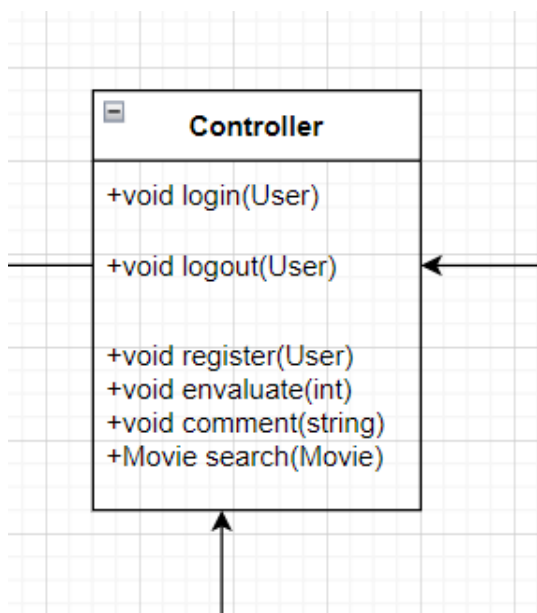 Controller
+void login(User)
+void logout(User)
+void register(User)
+void envaluate(int)
+void comment(string)
+Movie search(Movie)